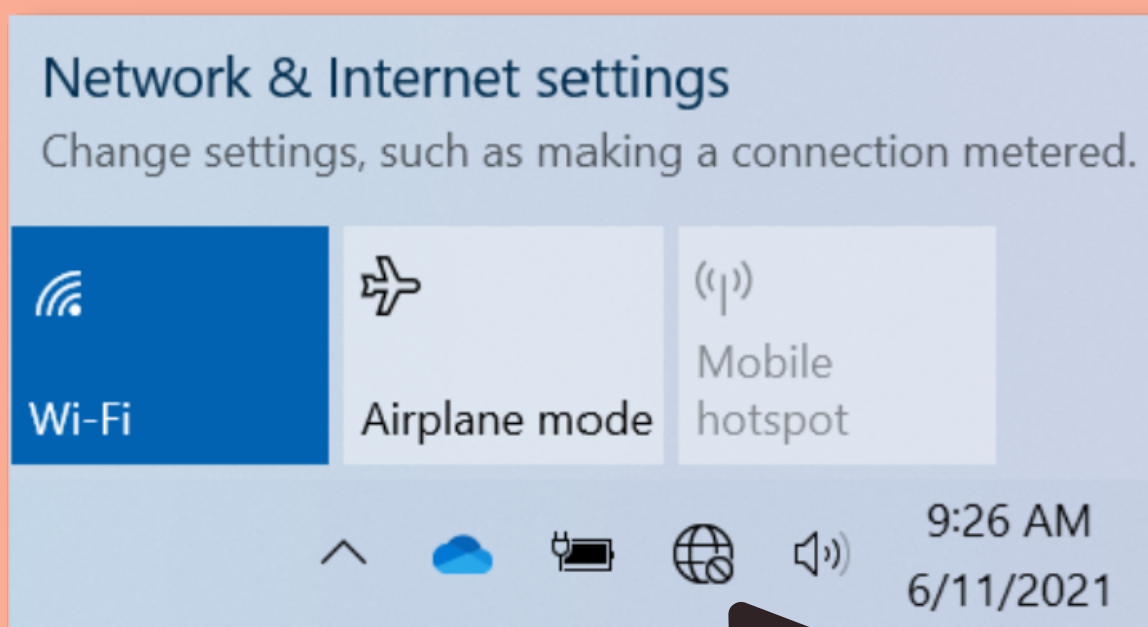 Network & Internet settings
Change settings, such as making a connection metered.
Wi-Fi
Airplane mode
Mobile
hotspot
9:26 AM
6/11/2021